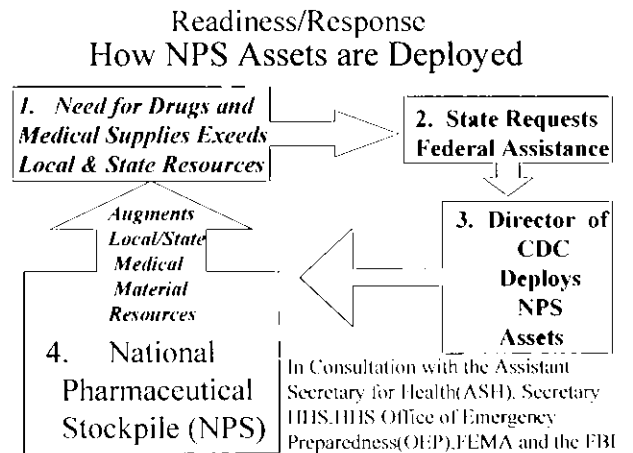 Readiness/Response
How NPS Assets are Deployed
1. Need for Drugs and
Medical Supplies Exceeds
Local & State Resources
2. State Requests
Federal Assistance
3. Director of
CDC
Deploys
NPS
Assets
Augments
Local/State
Medical
Material
Resources
4. National
Pharmaceutical
Stockpile (NPS)
In Consultation with the Assistant
Secretary for Health(ASH), Secretary
HHS,HHS Office of Emergency
Preparedness(OEP),FEMA and the FBI